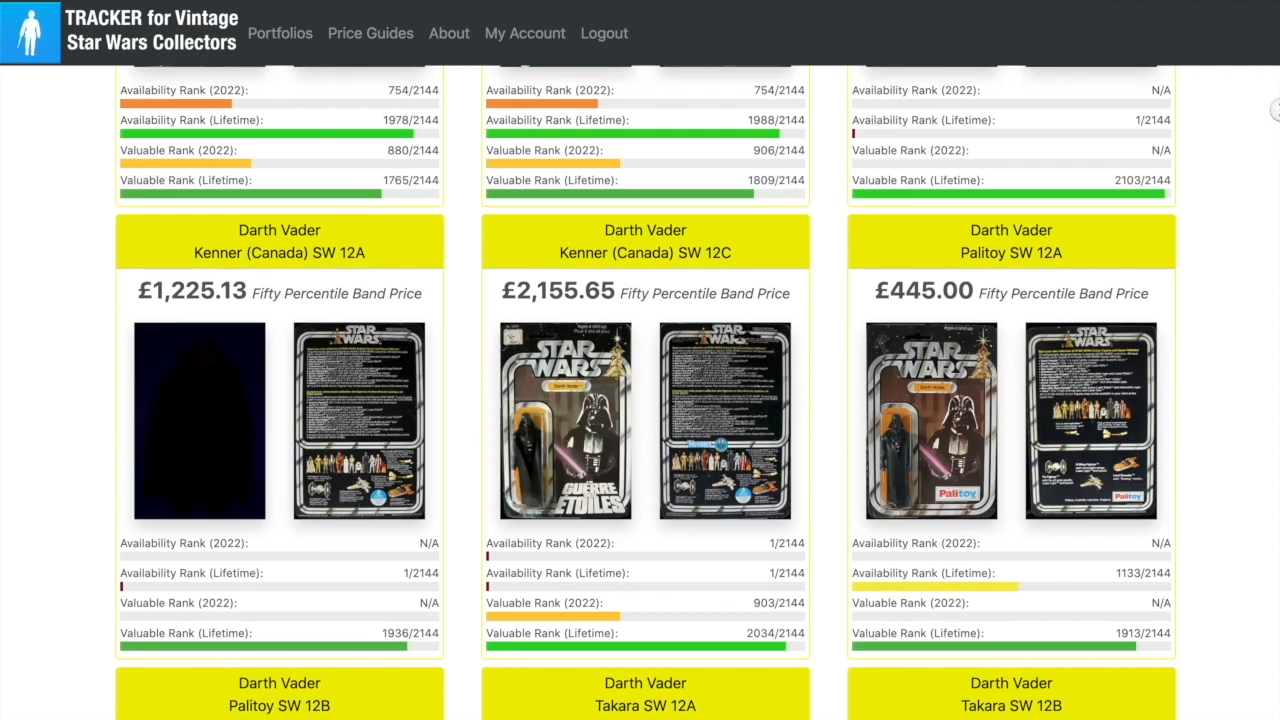 TRACKER for Vintage
Star Wars Collectors
Portfolios Price Guides About My Account Logout
Availability Rank (2022): 754/2144
Availability Rank (Lifetime): 1978/2144
Valuable Rank (2022): 880/2144
Valuable Rank (Lifetime): 1765/2144
Availability Rank (2022): 754/2144
Availability Rank (Lifetime): 1988/2144
Valuable Rank (2022): 906/2144
Valuable Rank (Lifetime): 1809/2144
Availability Rank (2022): N/A
Availability Rank (Lifetime): 1/2144
Valuable Rank (2022): N/A
Valuable Rank (Lifetime): 2103/2144
Darth Vader
Kenner (Canada) SW 12A
£1,225.13 Fifty Percentile Band Price
STAR
WARS
Availability Rank (2022): N/A
Availability Rank (Lifetime): 1/2144
Valuable Rank (2022): N/A
Valuable Rank (Lifetime): 1936/2144
Darth Vader
Kenner (Canada) SW 12C
£2,155.65 Fifty Percentile Band Price
STAR
WARS
Darth Vader
GUERRE
ETOILES
STAR
WARS
Kenner
Availability Rank (2022): 1/2144
Availability Rank (Lifetime): 1/2144
Valuable Rank (2022): 903/2144
Valuable Rank (Lifetime): 2034/2144
Darth Vader
Palitoy SW 12A
£445.00 Fifty Percentile Band Price
STAR
WARS
Darth Vader
Palitoy
STAR
WARS
Palitoy
Availability Rank (2022): N/A
Availability Rank (Lifetime): 1133/2144
Valuable Rank (2022): N/A
Valuable Rank (Lifetime): 1913/2144
Darth Vader
Palitoy SW 12B
Darth Vader
Takara SW 12A
Darth Vader
Takara SW 12B